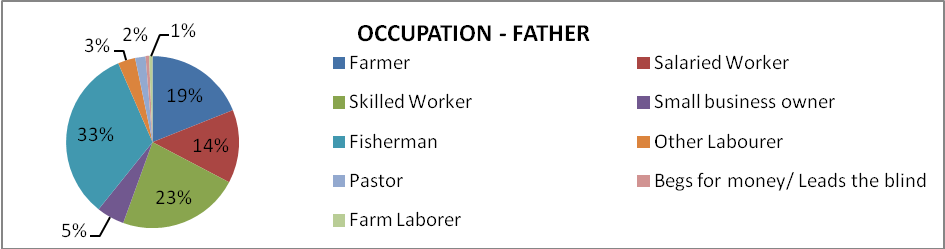 OCCUPATION - FATHER
2%
1%
3%
19%
33%
14%
23%
5%
Farmer
Salaried Worker
Skilled Worker
Small business owner
Fisherman
Other Labourer
Pastor
Begs for money/ Leads the blind
Farm Laborer